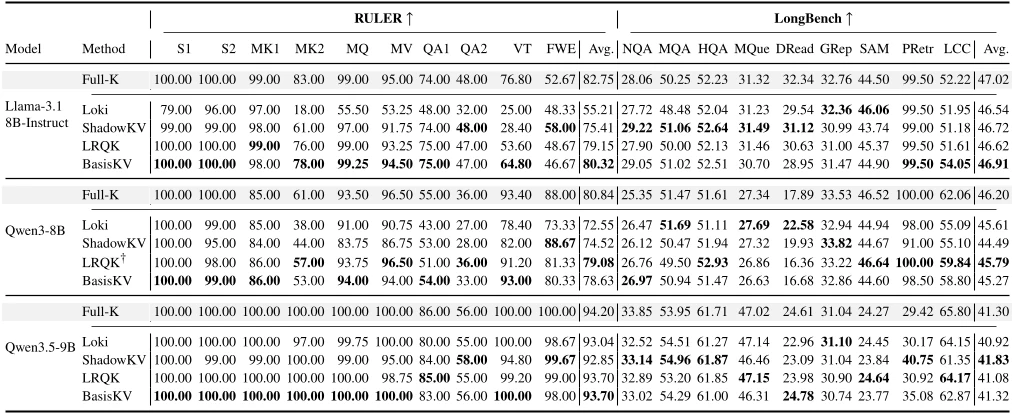 RULER ↑ LongBench ↑
Model Method S1 S2 MK1 MK2 MQ MV QA1 QA2 VT FWE Avg. NQA MQA HQA MQue DRead GRep SAM PRetr LCC Avg.
Full-K 100.00 100.00 99.00 83.00 99.00 95.00 74.00 48.00 76.80 52.67 82.75 28.06 50.25 52.23 31.32 32.34 32.76 44.50 99.50 52.22 47.02
Llama-3.1 8B-Instruct
Loki 79.00 96.00 97.00 18.00 55.50 53.25 48.00 32.00 25.00 48.33 55.21 27.72 48.48 52.04 31.23 29.54 32.36 46.06 99.50 51.95 46.54
ShadowKV 99.00 99.00 98.00 61.00 97.00 91.75 74.00 48.00 28.40 58.00 75.41 29.22 51.06 52.64 31.49 31.12 30.99 43.74 99.00 51.18 46.72
LRQK 100.00 100.00 99.00 76.00 99.00 93.25 75.00 47.00 53.60 48.67 79.15 27.90 50.00 52.13 31.46 30.63 31.00 45.37 99.50 51.61 46.62
BasisKV 100.00 100.00 98.00 78.00 99.25 94.50 75.00 47.00 64.80 46.67 80.32 29.05 51.02 52.51 30.70 28.95 31.47 44.90 99.50 54.05 46.91
Full-K 100.00 100.00 85.00 61.00 93.50 96.50 55.00 36.00 93.40 88.00 80.84 25.35 51.47 51.61 27.34 17.89 33.53 46.52 100.00 62.06 46.20
Qwen3-8B
Loki 100.00 99.00 85.00 38.00 91.00 90.75 43.00 27.00 78.40 73.33 72.55 26.47 51.69 51.11 27.69 22.58 32.94 44.94 98.00 55.09 45.61
ShadowKV 100.00 95.00 84.00 44.00 83.75 86.75 53.00 28.00 82.00 88.67 74.52 26.12 50.47 51.94 27.32 19.93 33.82 44.67 91.00 55.10 44.49
LRQK† 100.00 98.00 86.00 57.00 93.75 96.50 51.00 36.00 91.20 81.33 79.08 26.76 49.50 52.93 26.86 16.36 33.22 46.64 100.00 59.84 45.79
BasisKV 100.00 99.00 86.00 53.00 94.00 94.00 54.00 33.00 93.00 80.33 78.63 26.97 50.94 51.47 26.63 16.68 32.86 44.60 98.50 58.80 45.27
Full-K 100.00 100.00 100.00 100.00 100.00 100.00 86.00 56.00 100.00 100.00 94.20 33.85 53.95 61.71 47.02 24.61 31.04 24.27 29.42 65.80 41.30
Qwen3.5-9B
Loki 100.00 100.00 100.00 97.00 99.75 100.00 80.00 55.00 100.00 98.67 93.04 32.52 54.51 61.27 47.14 22.96 31.10 24.45 30.17 64.15 40.92
ShadowKV 100.00 99.00 99.00 100.00 99.00 95.00 84.00 58.00 94.80 99.67 92.85 33.14 54.96 61.87 46.46 23.09 31.04 23.84 40.75 61.35 41.83
LRQK 100.00 100.00 100.00 100.00 100.00 98.75 85.00 55.00 99.20 99.00 93.70 32.89 53.20 61.85 47.15 23.98 30.90 24.64 30.92 64.17 41.08
BasisKV 100.00 100.00 100.00 100.00 100.00 100.00 83.00 56.00 100.00 98.00 93.70 33.02 54.29 61.00 46.31 24.78 30.74 23.77 35.08 62.87 41.32